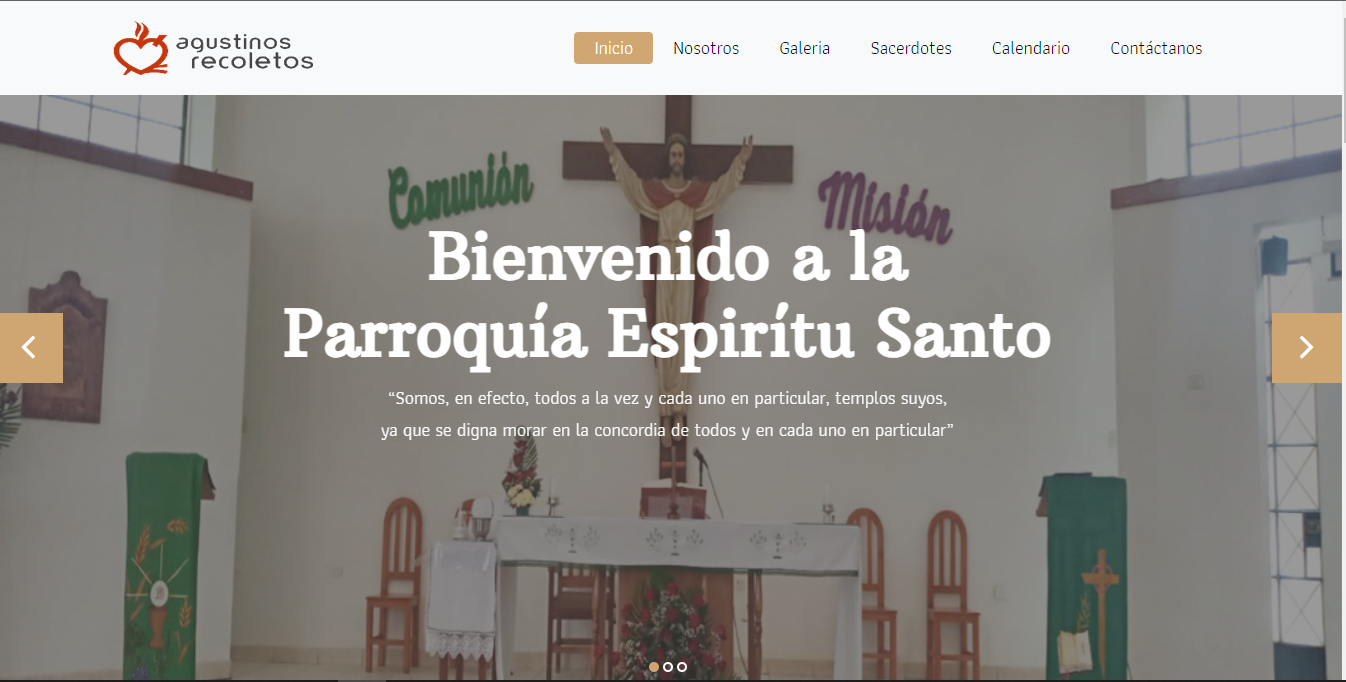 agustinos
recoletos
Inicio
Nosotros
Galeria
Sacerdotes
Calendario
Contáctanos
Comunión
Misión
Bienvenido a la
Parroquía Espirítu Santo
“Somos, en efecto, todos a la vez y cada uno en particular, templos suyos,
ya que se digna morar en la concordia de todos y en cada uno en particular”